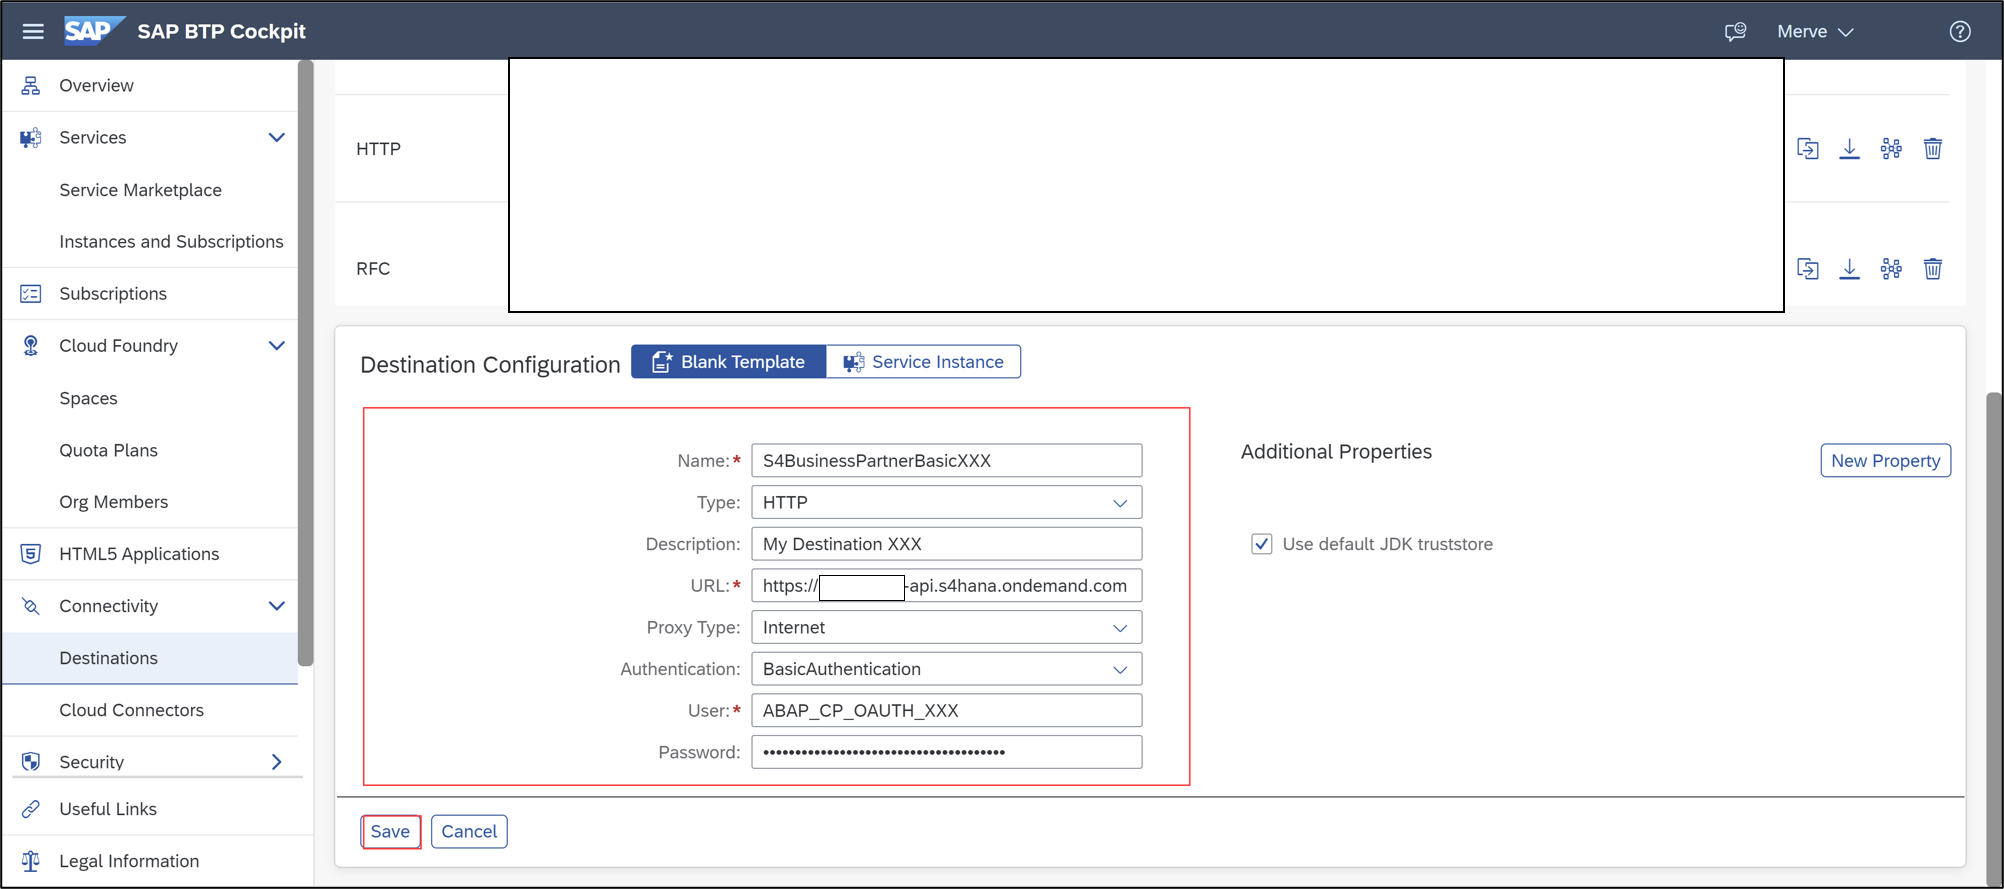 SAP SAP BTP Cockpit
Merve
Overview
Services
Service Marketplace
Instances and Subscriptions
Subscriptions
Cloud Foundry
Spaces
Quota Plans
Org Members
HTML5 Applications
Connectivity
Destinations
Cloud Connectors
Security
Useful Links
Legal Information
HTTP
RFC
Destination Configuration
Blank Template
Service Instance
Name:* S4BusinessPartnerBasicXXX
Type: HTTP
Description: My Destination XXX
URL:* https:// -api.s4hana.ondemand.com
Proxy Type: Internet
Authentication: BasicAuthentication
User:* ABAP_CP_OAUTH_XXX
Password: ••••••••••••••••••••••••••••••••••••••
Additional Properties
New Property
Use default JDK truststore
Save
Cancel